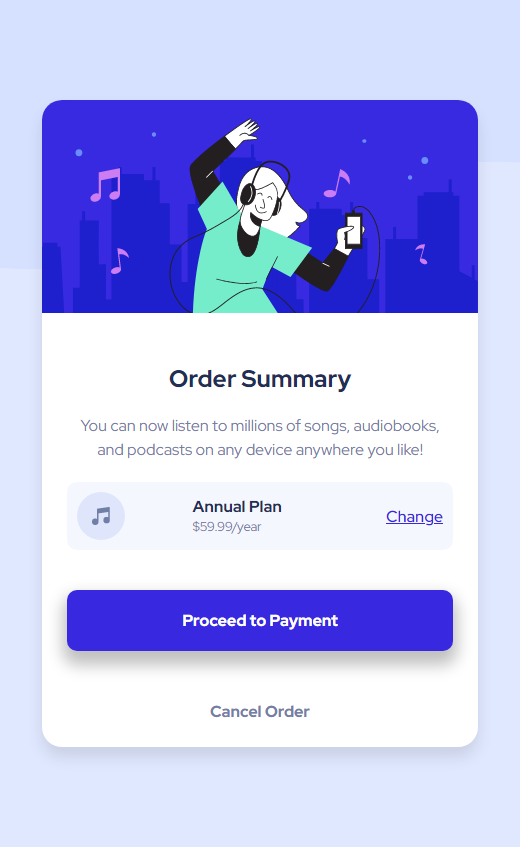 Order Summary
You can now listen to millions of songs, audiobooks,
and podcasts on any device anywhere you like!
Annual Plan
$59.99/year
Change
Proceed to Payment
Cancel Order